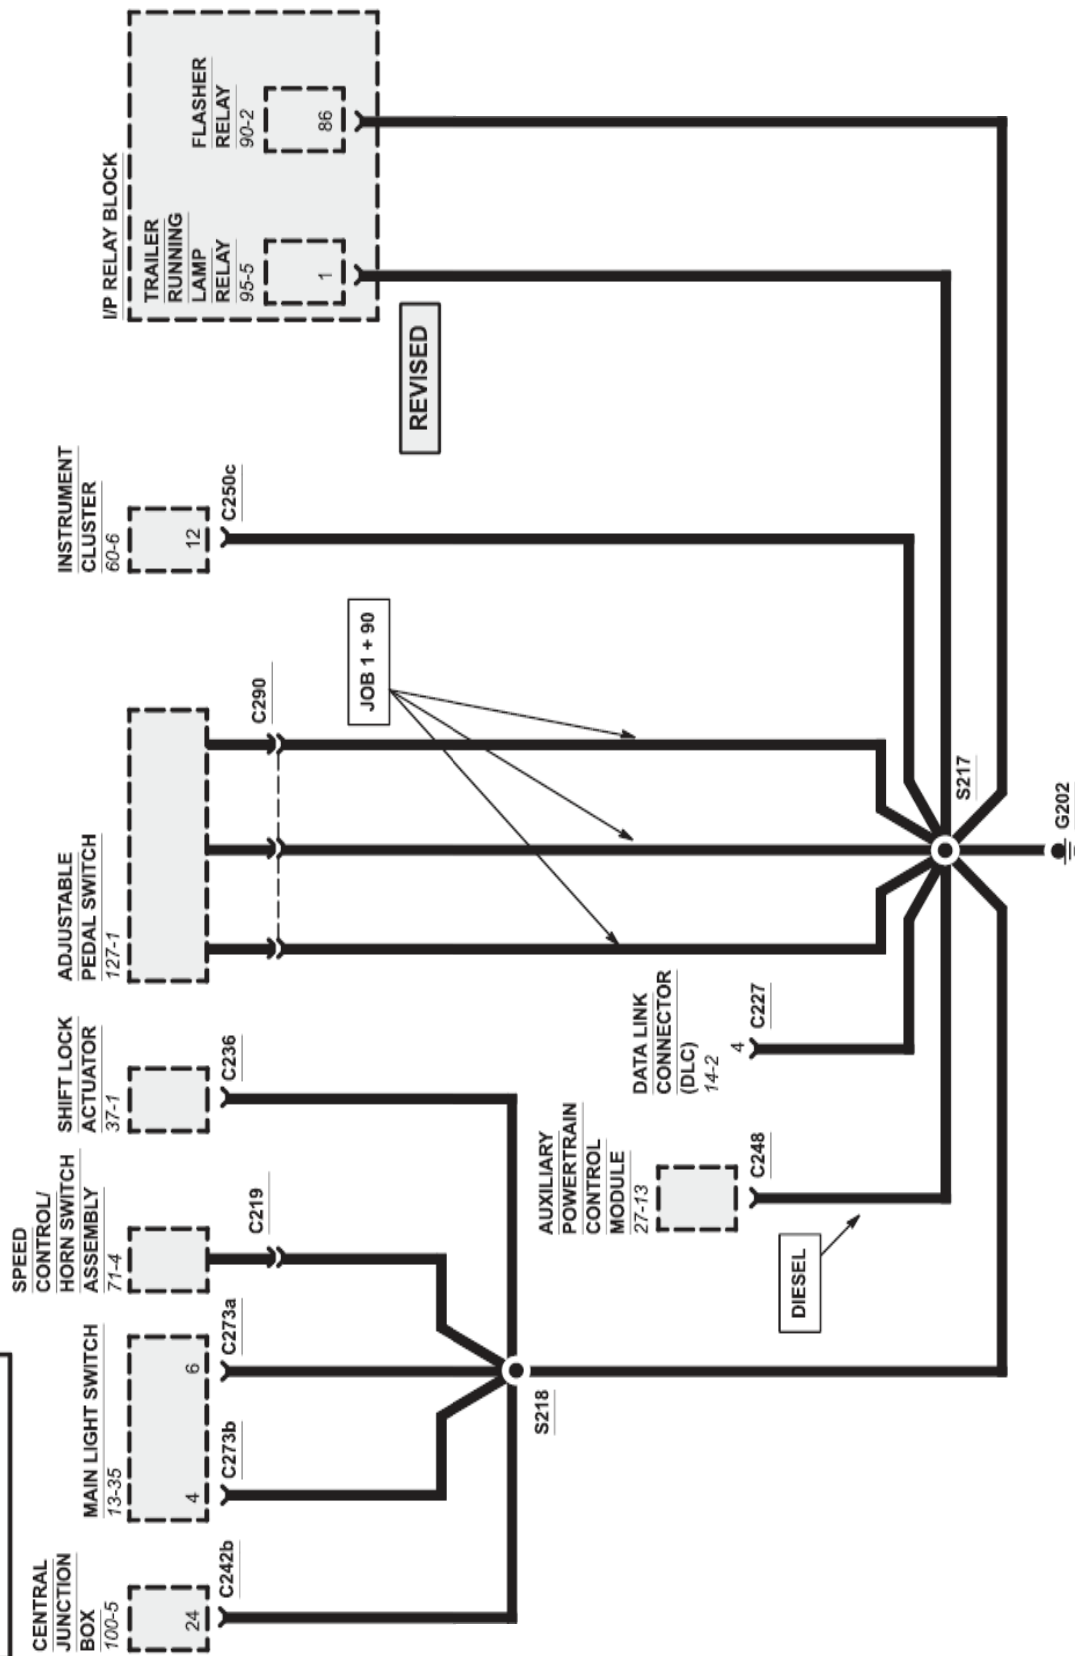 CENTRAL
JUNCTION
BOX
100-5
24
C242b
MAIN LIGHT SWITCH
13-35
4
C273b
6
C273a
SPEED
CONTROL/
HORN SWITCH
ASSEMBLY
71-4
C219
SHIFT LOCK
ACTUATOR
37-1
C236
ADJUSTABLE
PEDAL SWITCH
127-1
C290
INSTRUMENT
CLUSTER
60-6
12
C250c
I/P RELAY BLOCK
TRAILER
RUNNING
LAMP
RELAY
95-5
1
FLASHER
RELAY
90-2
86
REVISED
JOB 1 + 90
S218
AUXILIARY
POWERTRAIN
CONTROL
MODULE
27-13
C248
DIESEL
DATA LINK
CONNECTOR
(DLC)
14-2
4
C227
S217
G202